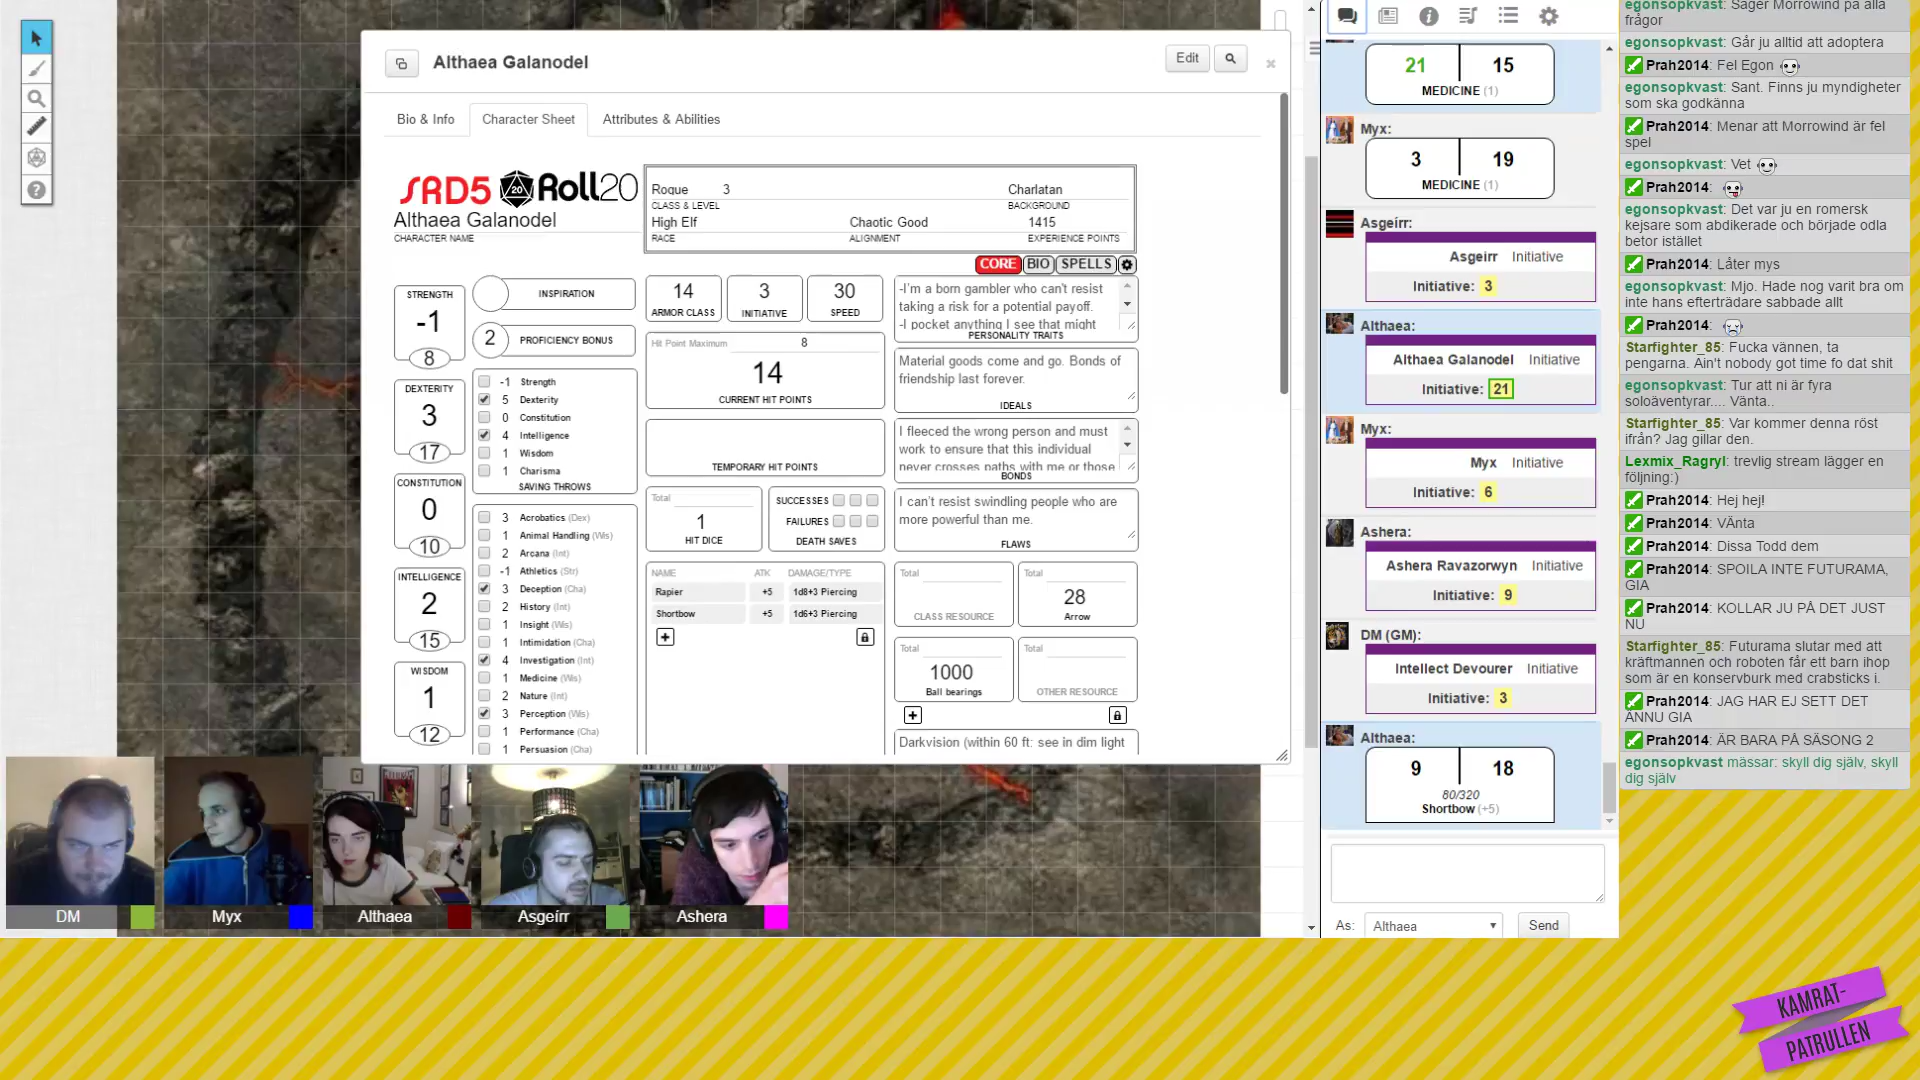 Althaea Galanodel
Edit
Bio & Info
Character Sheet
Attributes & Abilities
SRD5 20 Roll20
Althaea Galanodel
CHARACTER NAME
Rogue 3
CLASS & LEVEL
Charlatan
BACKGROUND
High Elf
RACE
Chaotic Good
ALIGNMENT
1415
EXPERIENCE POINTS
CORE
BIO
SPELLS
STRENGTH
-1
8
DEXTERITY
3
17
CONSTITUTION
0
10
INTELLIGENCE
2
15
WISDOM
1
12
INSPIRATION
2
PROFICIENCY BONUS
-1 Strength
5 Dexterity
0 Constitution
4 Intelligence
1 Wisdom
1 Charisma
SAVING THROWS
3 Acrobatics (Dex)
1 Animal Handling (Wis)
2 Arcana (Int)
-1 Athletics (Str)
3 Deception (Cha)
2 History (Int)
1 Insight (Wis)
1 Intimidation (Cha)
4 Investigation (Int)
1 Medicine (Wis)
2 Nature (Int)
3 Perception (Wis)
1 Performance (Cha)
1 Persuasion (Cha)
14
ARMOR CLASS
3
INITIATIVE
30
SPEED
Hit Point Maximum 8
14
CURRENT HIT POINTS
TEMPORARY HIT POINTS
Total
1
HIT DICE
SUCCESSES
FAILURES
DEATH SAVES
NAME ATK DAMAGE/TYPE
Rapier +5 1d8+3 Piercing
Shortbow +5 1d6+3 Piercing
+
-I'm a born gambler who can't resist
taking a risk for a potential payoff.
-I pocket anything I see that might
PERSONALITY TRAITS
Material goods come and go. Bonds of
friendship last forever.
IDEALS
I fleeced the wrong person and must
work to ensure that this individual
never crosses paths with me or those
BONDS
I can't resist swindling people who are
more powerful than me.
FLAWS
Total
CLASS RESOURCE
Total
28
Arrow
Total
1000
Ball bearings
Total
OTHER RESOURCE
+
Darkvision (within 60 ft: see in dim light
DM
Myx
Althaea
Asgeírr
Ashera
21 15
MEDICINE (1)
Myx:
3 19
MEDICINE (1)
Asgeírr:
Asgeirr Initiative
Initiative: 3
Althaea:
Althaea Galanodel Initiative
Initiative: 21
Myx:
Myx Initiative
Initiative: 6
Ashera:
Ashera Ravazorwyn Initiative
Initiative: 9
DM (GM):
Intellect Devourer Initiative
Initiative: 3
Althaea:
9 18
80/320
Shortbow (+5)
As: Althaea
Send
egonsopkvast: Säger Morrowind på alla
frågor
egonsopkvast: Går ju alltid att adoptera
Prah2014: Fel Egon
egonsopkvast: Sant. Finns ju myndigheter
som ska godkänna
Prah2014: Menar att Morrowind är fel
spel
egonsopkvast: Vet
Prah2014:
egonsopkvast: Det var ju en romersk
kejsare som abdikerade och började odla
betor istället
Prah2014: Låter mys
egonsopkvast: Mjo. Hade nog varit bra om
inte hans efterträdare sabbade allt
Prah2014:
Starfighter_85: Fucka vännen, ta
pengarna. Ain't nobody got time fo dat shit
egonsopkvast: Tur att ni är fyra
soloäventyrar.... Vänta..
Starfighter_85: Var kommer denna röst
ifrån? Jag gillar den.
Lexmix_Ragryl: trevlig stream lägger en
följning:)
Prah2014: Hej hej!
Prah2014: VÄnta
Prah2014: Dissa Todd dem
Prah2014: SPOILA INTE FUTURAMA,
GIA
Prah2014: KOLLAR JU PÅ DET JUST
NU
Starfighter_85: Futurama slutar med att
kräftmannen och roboten får ett barn ihop
som är en konservburk med crabsticks i.
Prah2014: JAG HAR EJ SETT DET
ÄNNU GIA
Prah2014: ÄR BARA PÅ SÄSONG 2
egonsopkvast mässar: skyll dig själv, skyll
dig själv
KAMRAT-
PATRULLEN